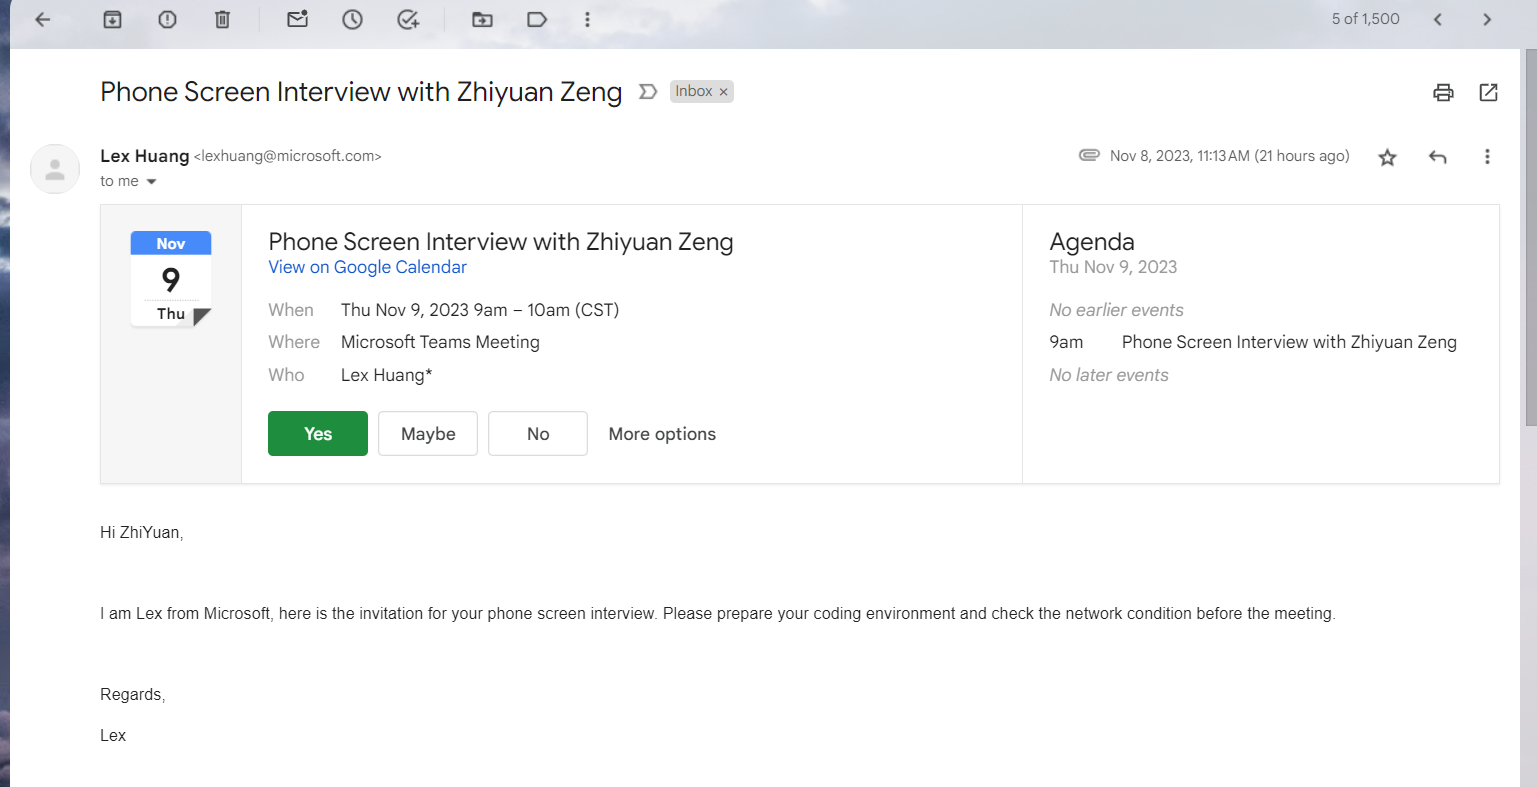 5 of 1,500
Phone Screen Interview with Zhiyuan Zeng Inbox ×
Lex Huang <lexhuang@microsoft.com> Nov 8, 2023, 11:13 AM (21 hours ago)
to me
Nov
9
Thu
Phone Screen Interview with Zhiyuan Zeng
View on Google Calendar
When Thu Nov 9, 2023 9am – 10am (CST)
Where Microsoft Teams Meeting
Who Lex Huang*
Yes Maybe No More options
Agenda
Thu Nov 9, 2023
No earlier events
9am Phone Screen Interview with Zhiyuan Zeng
No later events
Hi ZhiYuan,
I am Lex from Microsoft, here is the invitation for your phone screen interview. Please prepare your coding environment and check the network condition before the meeting.
Regards,
Lex